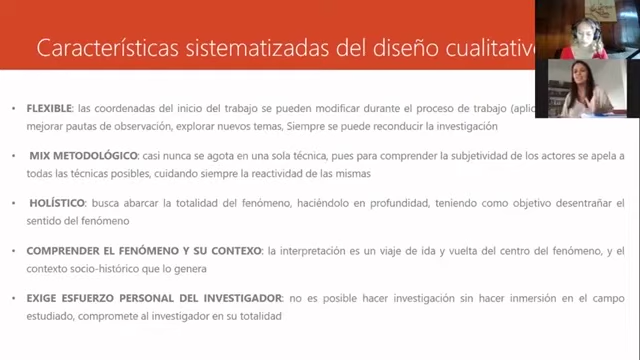 Características sistematizadas del diseño cualitativo
• FLEXIBLE: las coordenadas del inicio del trabajo se pueden modificar durante el proceso de trabajo
mejorar pautas de observación, explorar nuevos temas, Siempre se puede reconducir la investigación
• MIX METODOLÓGICO: casi nunca se agota en una sola técnica, pues para comprender la subjetividad de los actores se apela a
todas las técnicas posibles, cuidando siempre la reactividad de las mismas
• HOLÍSTICO: busca abarcar la totalidad del fenómeno, haciéndolo en profundidad, teniendo como objetivo desentrañar el
sentido del fenómeno
• COMPRENDER EL FENÓMENO Y SU CONTEXO: la interpretación es un viaje de ida y vuelta del centro del fenómeno, y el
contexto socio-histórico que lo genera
• EXIGE ESFUERZO PERSONAL DEL INVESTIGADOR: no es posible hacer investigación sin hacer inmersión en el campo
estudiado, compromete al investigador en su totalidad